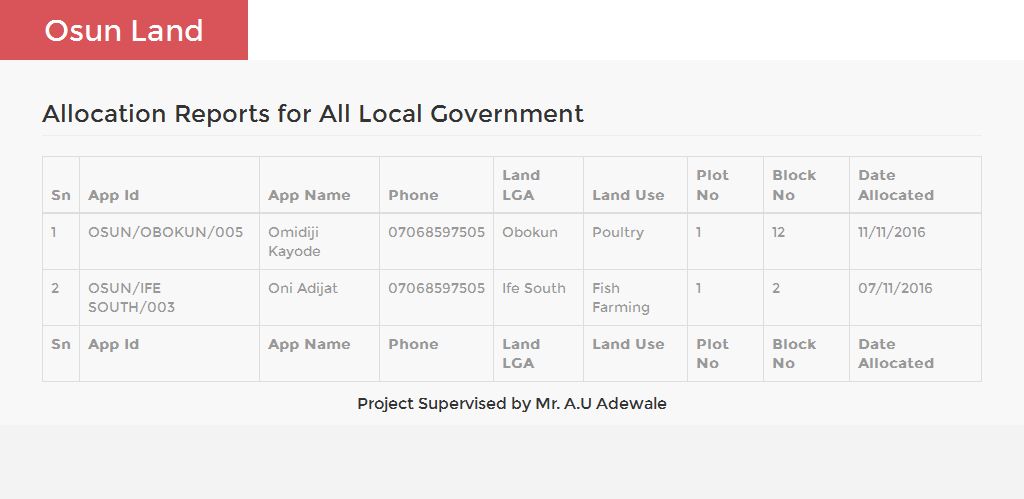 Osun Land
Allocation Reports for All Local Government
Sn App Id App Name Phone Land LGA Land Use Plot No Block No Date Allocated
1 OSUN/OBOKUN/005 Omidiji Kayode 07068597505 Obokun Poultry 1 12 11/11/2016
2 OSUN/IFE SOUTH/003 Oni Adijat 07068597505 Ife South Fish Farming 1 2 07/11/2016
Sn App Id App Name Phone Land LGA Land Use Plot No Block No Date Allocated
Project Supervised by Mr. A.U Adewale